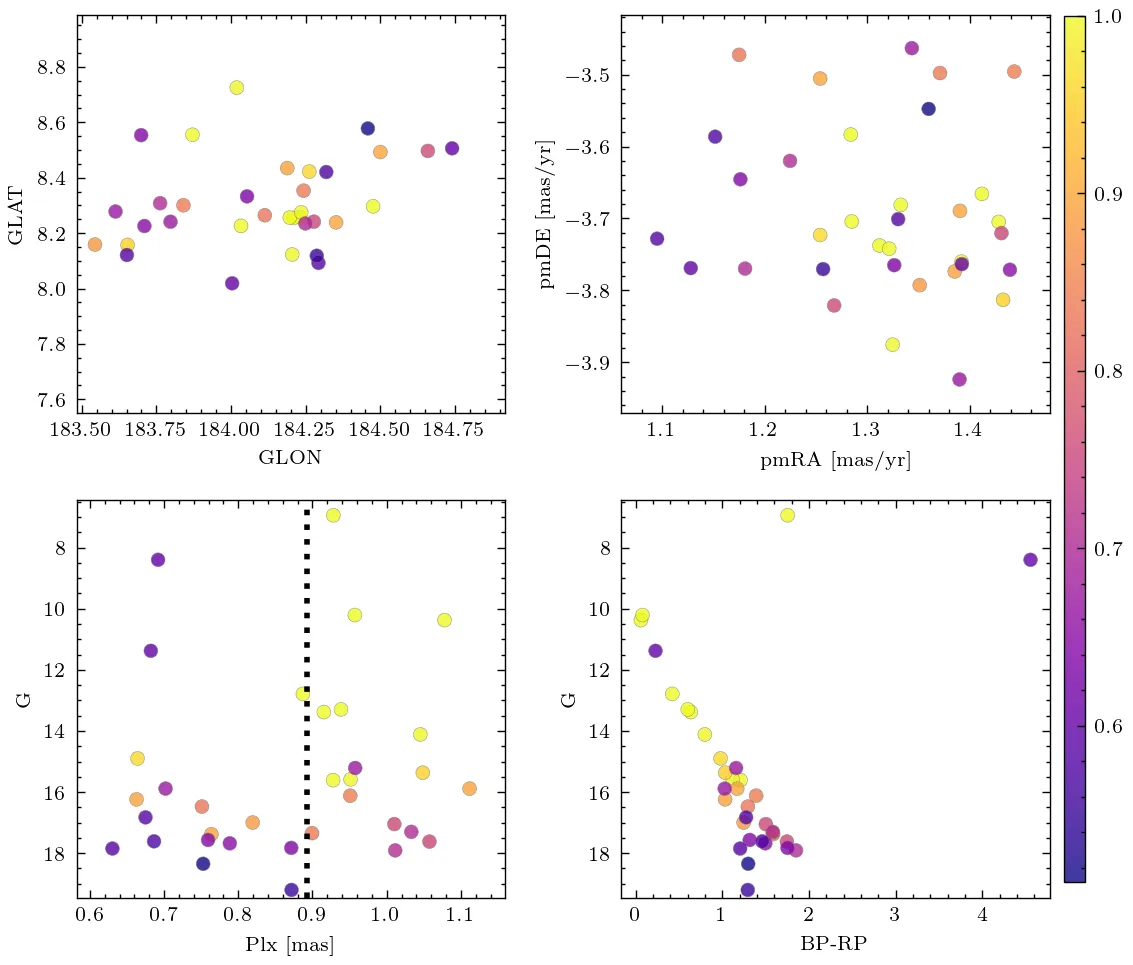 8.8
8.6
8.4
8.2
8.0
7.8
7.6
GLAT
183.50 183.75 184.00 184.25 184.50 184.75
GLON
−3.5
−3.6
−3.7
−3.8
−3.9
pmDE [mas/yr]
1.1 1.2 1.3 1.4
pmRA [mas/yr]
1.0
0.9
0.8
0.7
0.6
8
10
12
14
16
18
G
0.6 0.7 0.8 0.9 1.0 1.1
Plx [mas]
8
10
12
14
16
18
G
0 1 2 3 4
BP-RP